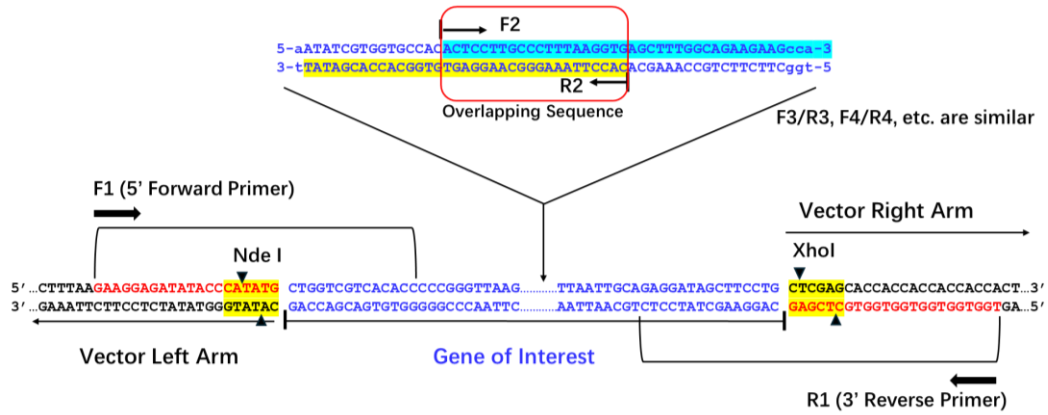 F2
5-aATATCGTGGTGCCACACTCCTTGCCCTTTAAGGTGAGCTTTGGCAGAAGAAGcca-3
3-tTATAGCACCACGGTGTGAGGAACGGGAAATTCCACACGAAACCGTCTTCTTCggt-5
R2
Overlapping Sequence
F3/R3, F4/R4, etc. are similar
F1 (5’ Forward Primer)
Vector Right Arm
Nde I
XhoI
5’…CTTTAAGAAGGAGATATACCCATATG CTGGTCGTCACACCCCCGGGTTAAG…………TTAATTGCAGAGGATAGCTTCCTG CTCGAGCACCACCACCACCACCACT…3’
3’…GAAATTCTTCCTCTATATGGGTATAC GACCAGCAGTGTGGGGGCCCAATTC…………AATTAACGTCTCCTATCGAAGGAC GAGCTCGTGGTGGTGGTGGTGGTGA…5’
Vector Left Arm
Gene of Interest
R1 (3’ Reverse Primer)